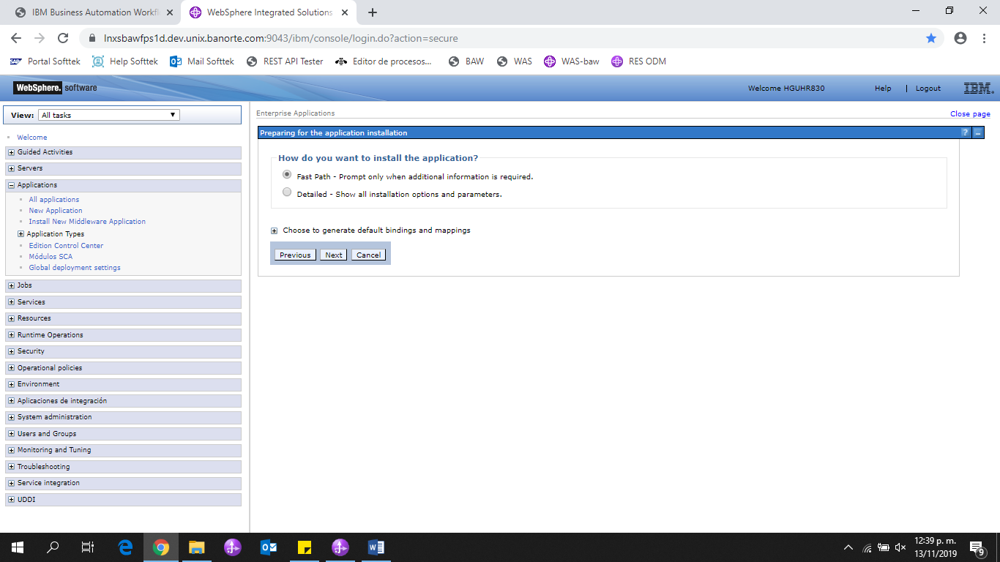 IBM Business Automation Workfl
WebSphere Integrated Solutions
lnxsbawfps1d.dev.unix.banorte.com:9043/ibm/console/login.do?action=secure
SAP Portal Softtek
Help Softtek
Mail Softtek
REST API Tester
Editor de procesos...
BAW
WAS
WAS-baw
RES ODM
WebSphere. software
Welcome HGUHR830
Help | Logout
IBM.
View: All tasks
Welcome
Guided Activities
Servers
Applications
All applications
New Application
Install New Middleware Application
Application Types
Edition Control Center
Módulos SCA
Global deployment settings
Jobs
Services
Resources
Runtime Operations
Security
Operational policies
Environment
Aplicaciones de integración
System administration
Users and Groups
Monitoring and Tuning
Troubleshooting
Service integration
UDDI
Enterprise Applications
Close page
Preparing for the application installation
?
How do you want to install the application?
Fast Path - Prompt only when additional information is required.
Detailed - Show all installation options and parameters.
Choose to generate default bindings and mappings
Previous Next Cancel
12:39 p. m.
13/11/2019
9